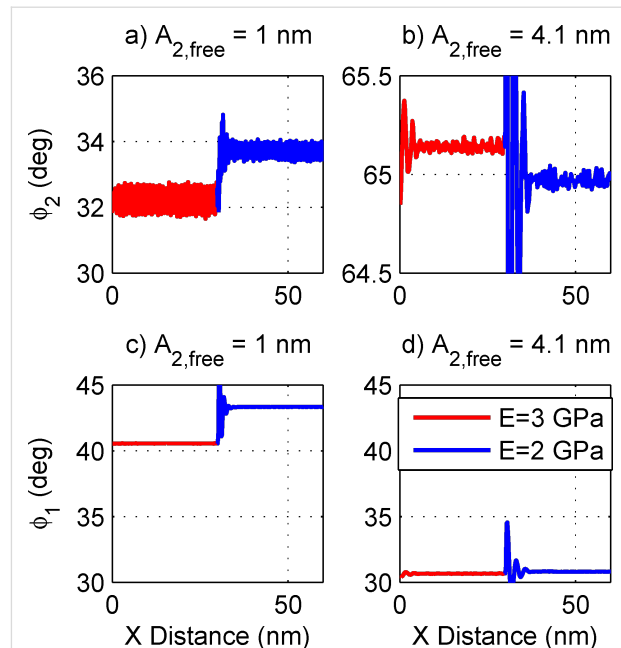 a) A2,free = 1 nm
b) A2,free = 4.1 nm
36
34
32
30
ϕ2 (deg)
0
50
65.5
65
64.5
0
50
c) A2,free = 1 nm
d) A2,free = 4.1 nm
45
40
35
30
ϕ1 (deg)
0
50
X Distance (nm)
45
40
35
30
E=3 GPa
E=2 GPa
0
50
X Distance (nm)